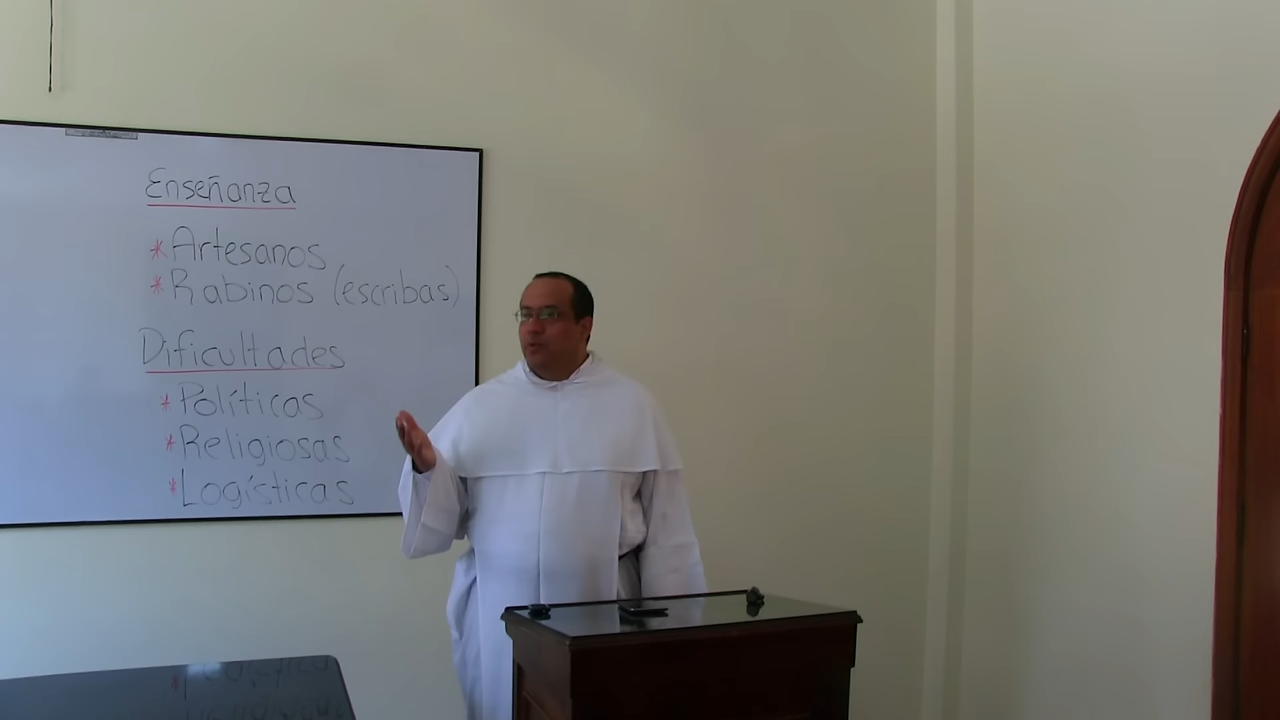 Enseñanza
*Artesanos
*Rabinos (escribas)
Dificultades
*Políticas
*Religiosas
*Logísticas